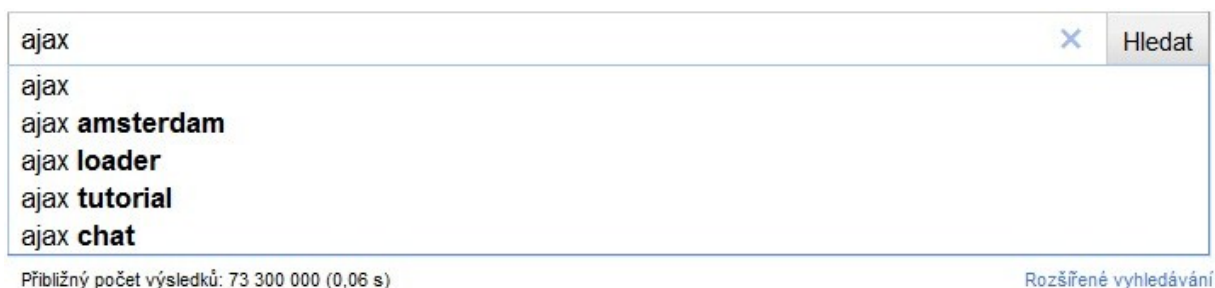 ajax × Hledat
ajax
ajax amsterdam
ajax loader
ajax tutorial
ajax chat
Přibližný počet výsledků: 73 300 000 (0,06 s) Rozšířené vyhledávání